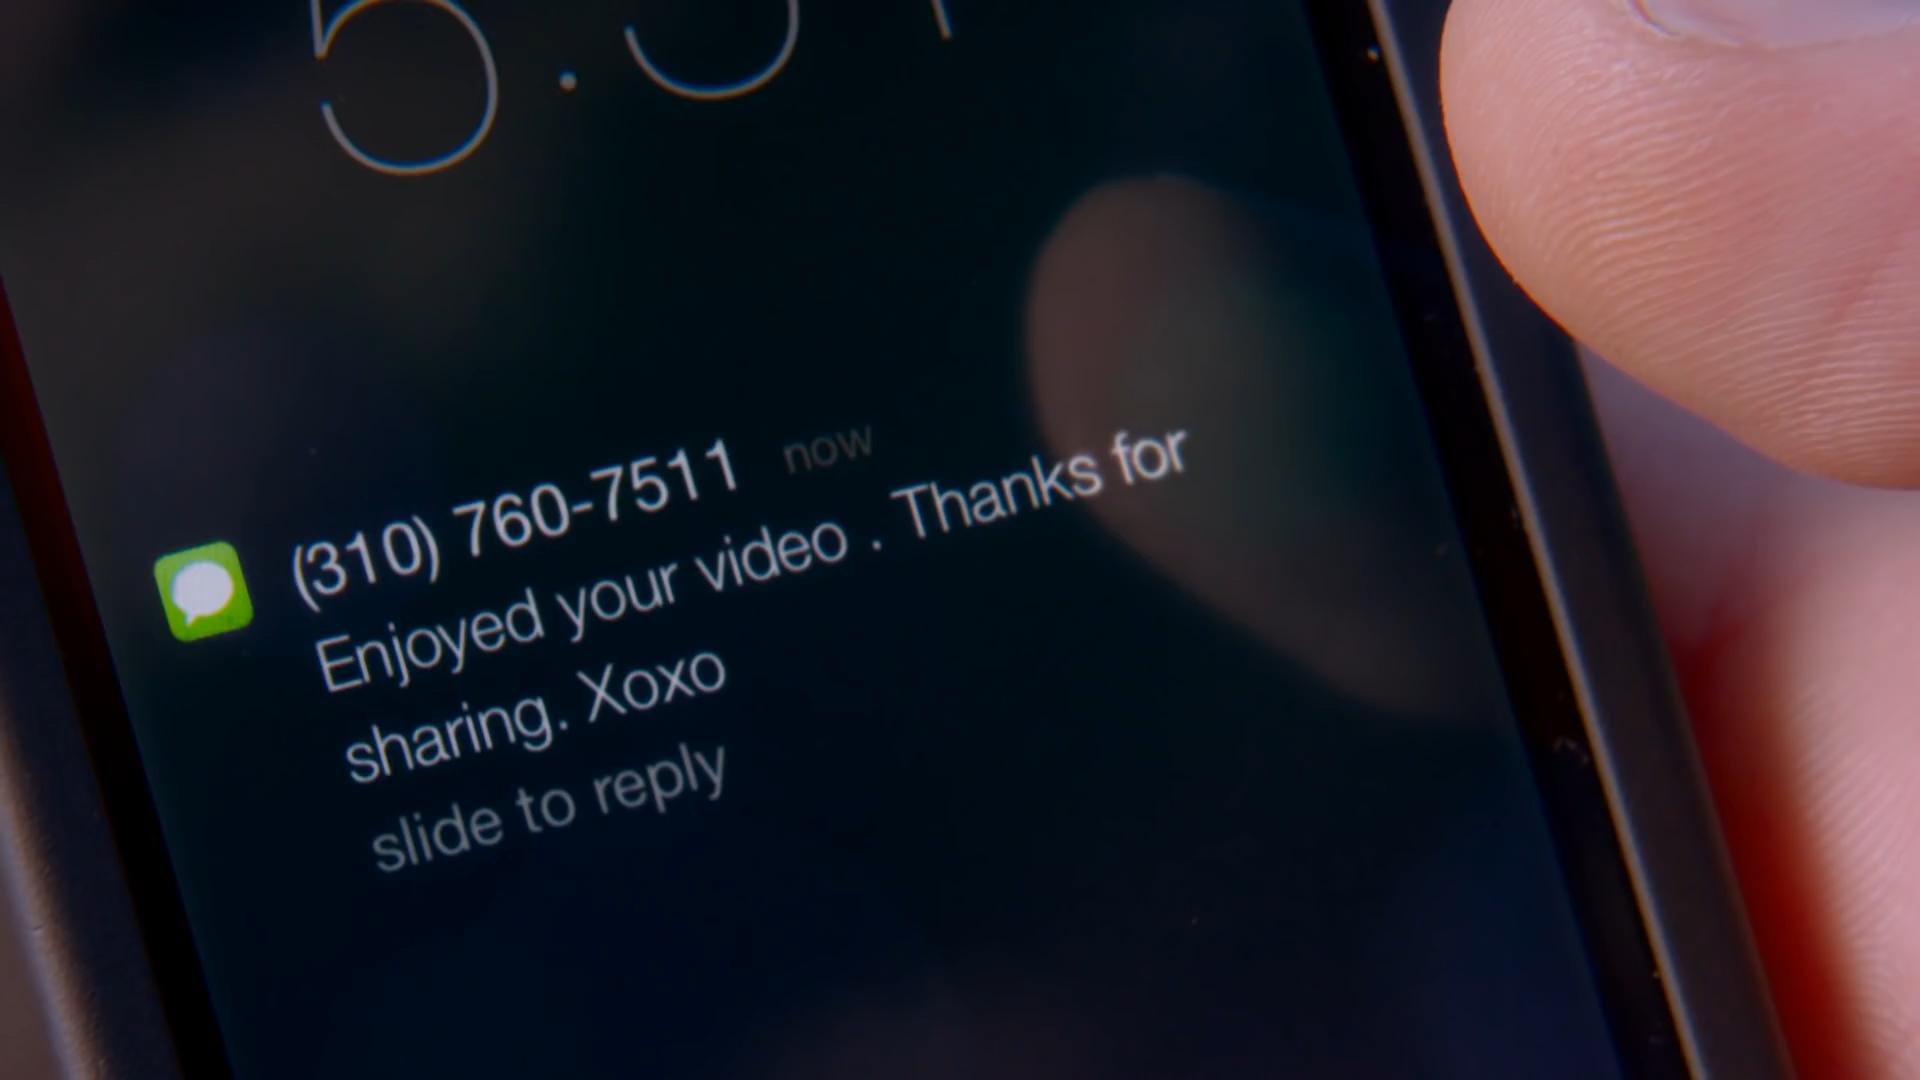 (310) 760-7511 now
Enjoyed your video . Thanks for
sharing. Xoxo
slide to reply